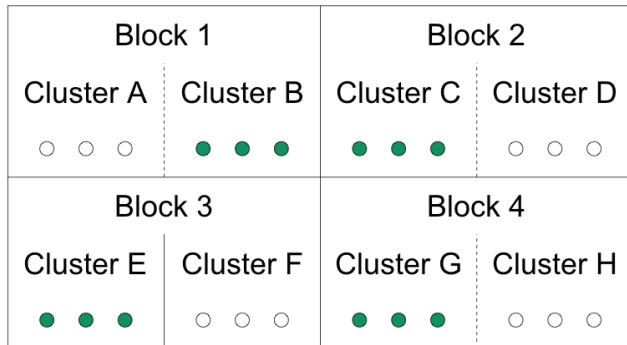 Block 1
Block 2
Cluster A
Cluster B
Cluster C
Cluster D
Block 3
Block 4
Cluster E
Cluster F
Cluster G
Cluster H